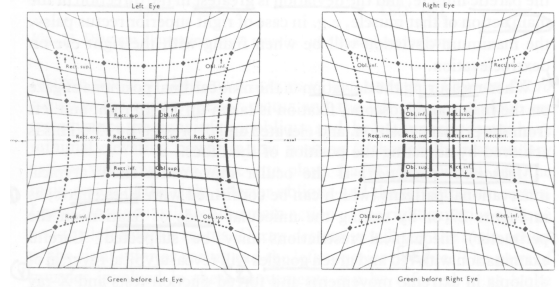 Left Eye
Rect. sup.
Obl. inf.
Rect. sup.
Obl. inf.
Rect. ext.
Rect. ext.
Rect. int.
Rect. int.
Rect. inf.
Obl. sup.
Rect. inf.
Obl. sup.
Green before Left Eye
Right Eye
Obl. inf.
Rect. sup.
Obl. inf.
Rect. int.
Rect. int.
Rect. ext.
Rect. ext.
Obl. sup.
Rect. inf.
Obl. sup.
Rect. inf.
Green before Right Eye